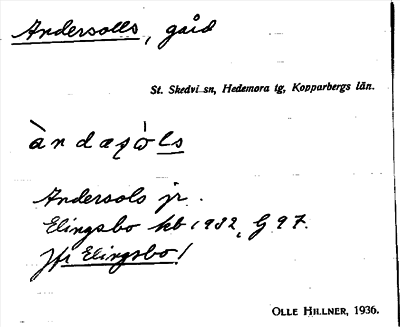 Andersolls, gård
St. Skedvi sn, Hedemora tg, Kopparbergs län.
àndaṣòls
Andersols jr.
Elingsbo kb 1932, G 97.
Jfr Elingsbo!
OLLE HILLNER, 1936.